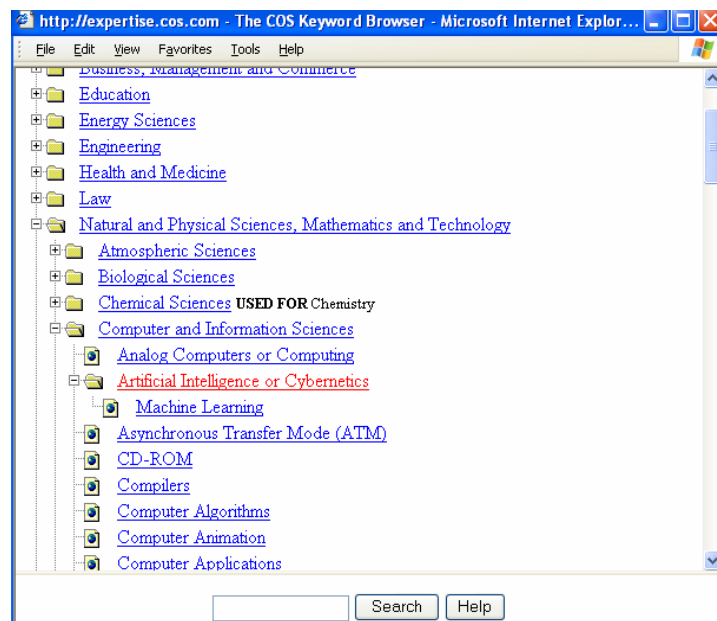 http://expertise.cos.com - The COS Keyword Browser - Microsoft Internet Explor...
File Edit View Favorites Tools Help
Business, Management and Commerce
Education
Energy Sciences
Engineering
Health and Medicine
Law
Natural and Physical Sciences, Mathematics and Technology
Atmospheric Sciences
Biological Sciences
Chemical Sciences USED FOR Chemistry
Computer and Information Sciences
Analog Computers or Computing
Artificial Intelligence or Cybernetics
Machine Learning
Asynchronous Transfer Mode (ATM)
CD-ROM
Compilers
Computer Algorithms
Computer Animation
Computer Applications
Search Help